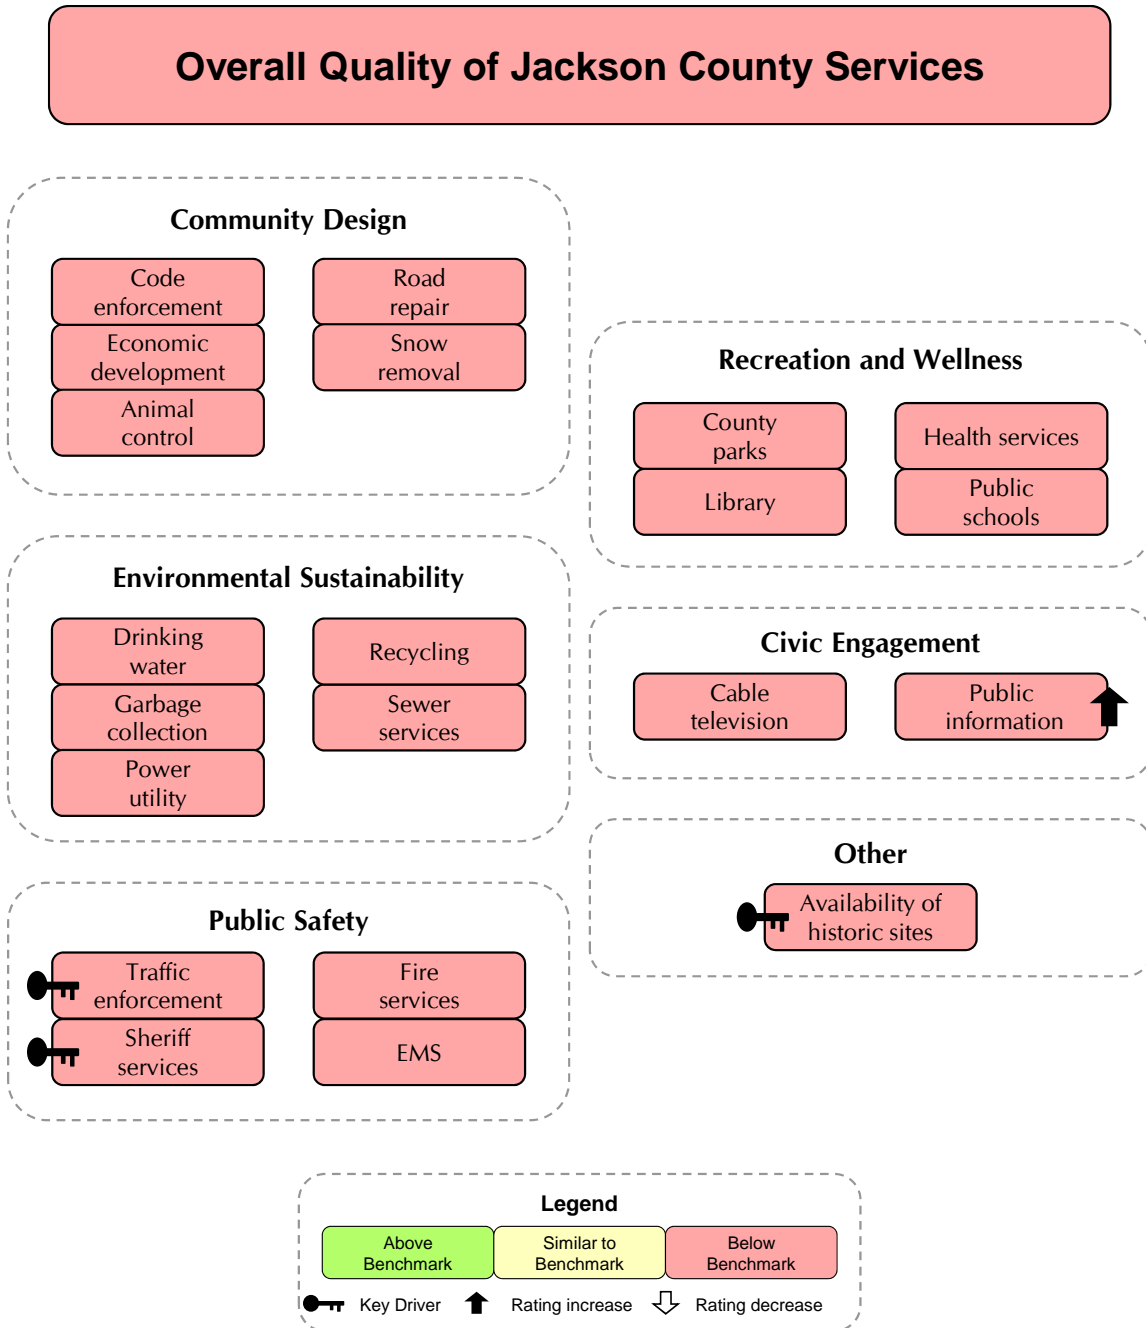 Overall Quality of Jackson County Services
Community Design
Code
enforcement
Economic
development
Animal
control
Road
repair
Snow
removal
Recreation and Wellness
County
parks
Library
Health services
Public
schools
Environmental Sustainability
Drinking
water
Garbage
collection
Power
utility
Recycling
Sewer
services
Civic Engagement
Cable
television
Public
information
Other
Availability of
historic sites
Public Safety
Traffic
enforcement
Sheriff
services
Fire
services
EMS
Legend
Above
Benchmark
Similar to
Benchmark
Below
Benchmark
Key Driver
Rating increase
Rating decrease